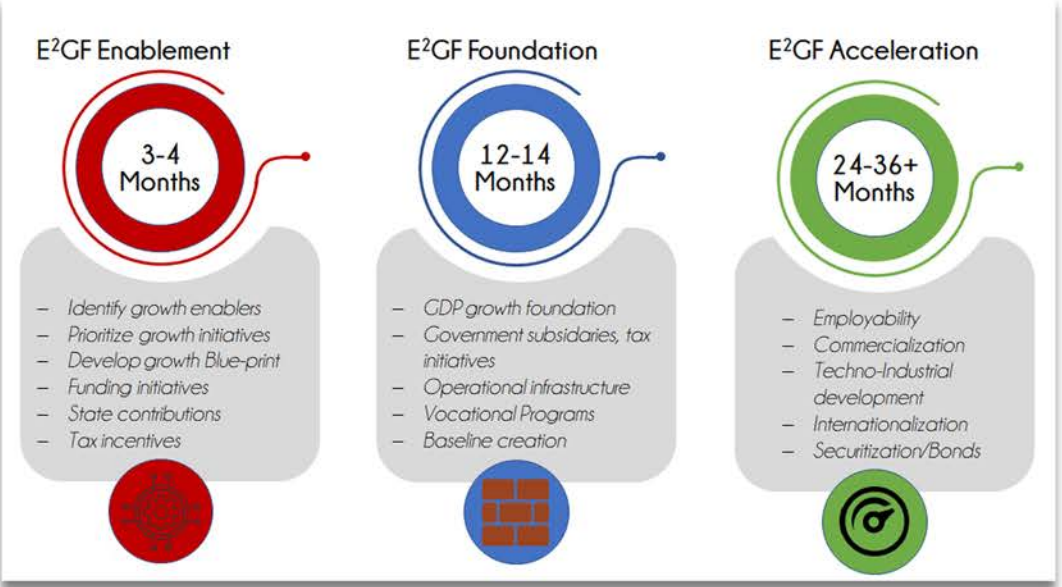 E²GF Enablement
3-4
Months
– Identify growth enablers
– Prioritize growth initiatives
– Develop growth Blue-print
– Funding initiatives
– State contributions
– Tax incentives
E²GF Foundation
12-14
Months
– GDP growth foundation
– Government subsidaries, tax
initiatives
– Operational infrastructure
– Vocational Programs
– Baseline creation
E²GF Acceleration
24-36+
Months
– Employability
– Commercialization
– Techno-Industrial
development
– Internationalization
– Securitization/Bonds